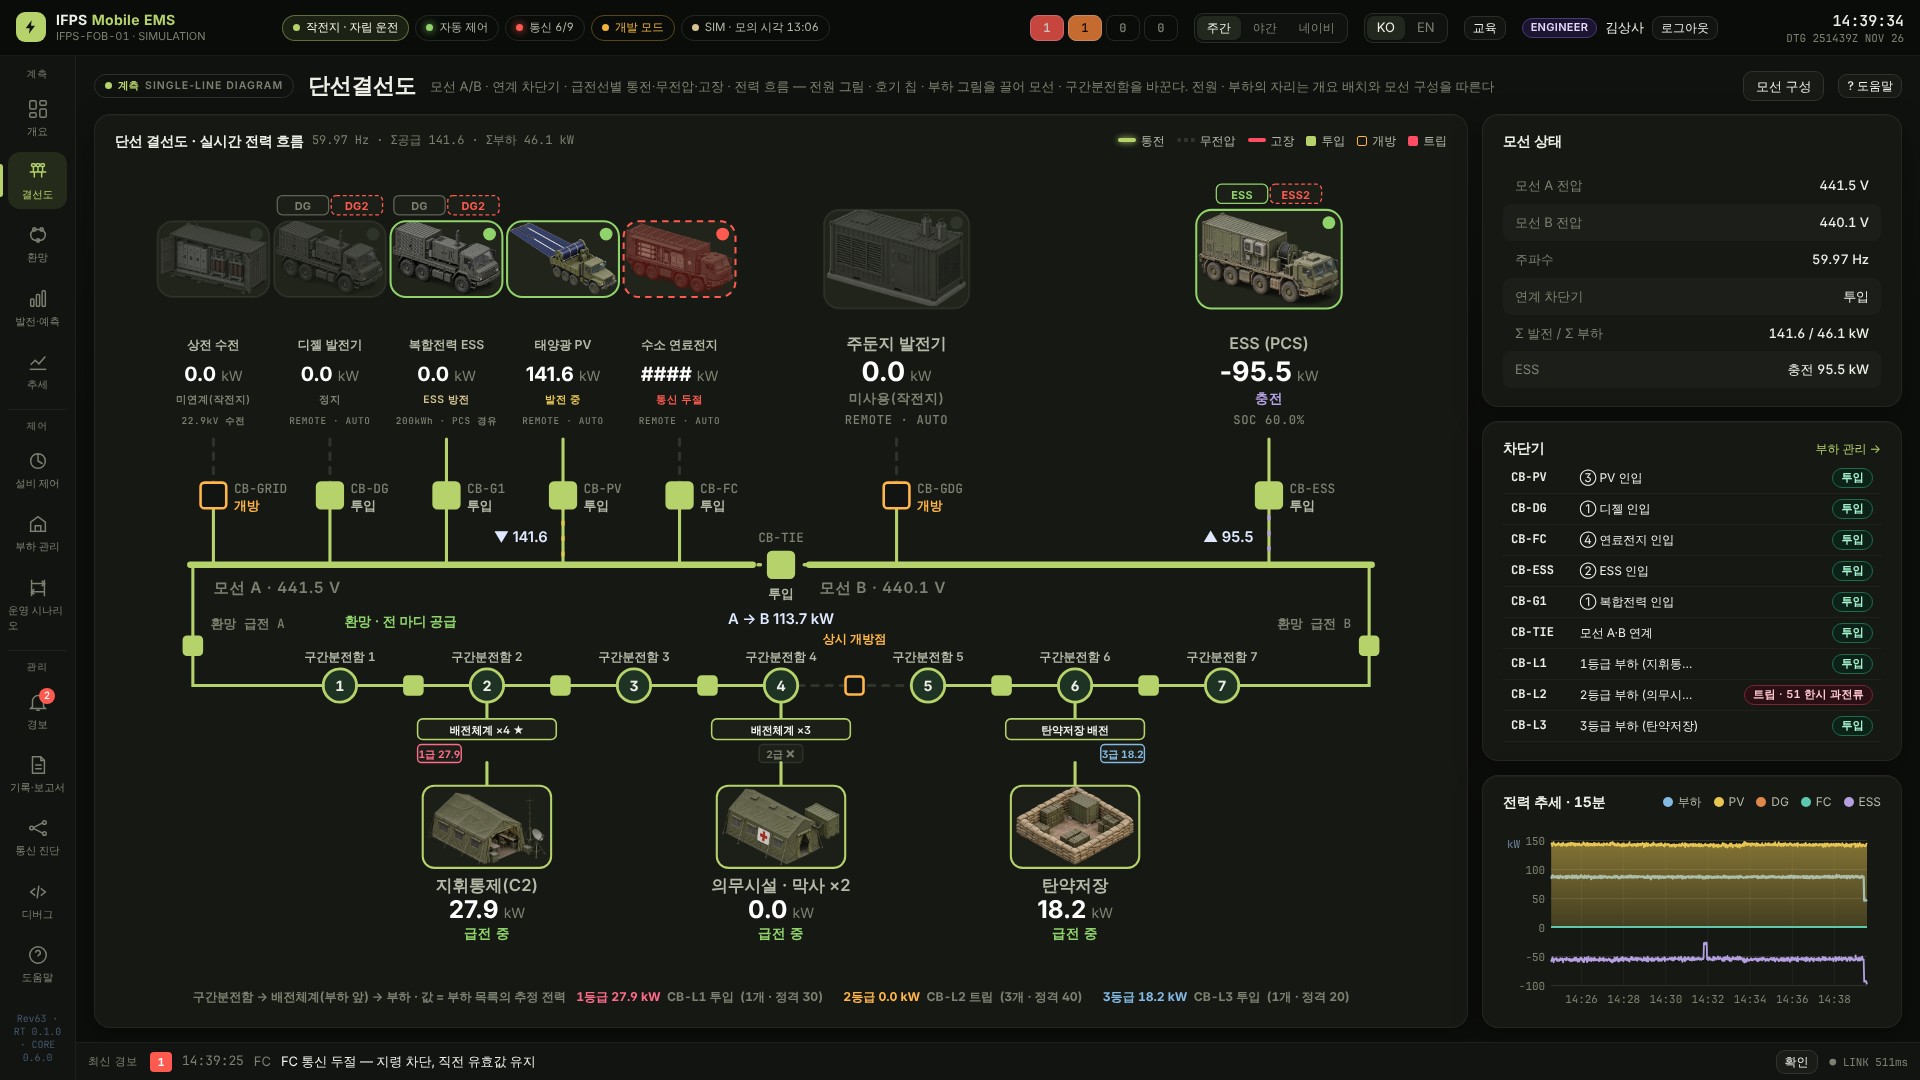 IFPS Mobile EMS
IFPS-FOB-01 · SIMULATION
작전지 · 자립 운전
자동 제어
통신 6/9
개발 모드
SIM · 모의 시각 13:06
1 1 0 0
주간 야간 네이비
KO EN
교육
ENGINEER 김상사 로그아웃
14:39:34
DTG 251439Z NOV 26
계측
개요
결선도
환망
발전·예측
추세
제어
설비 제어
부하 관리
운영 시나리오
관리
2
경보
기록·보고서
통신 진단
디버그
도움말
Rev63 ·
RT 0.1.0
· CORE
0.6.0
계측 SINGLE-LINE DIAGRAM
단선결선도
모선 A/B · 연계 차단기 · 급전선별 통전·무전압·고장 · 전력 흐름 — 전원 그림 · 호기 칩 · 부하 그림을 끌어 모선 · 구간분전함을 바꾼다. 전원 · 부하의 자리는 개요 배치와 모선 구성을 따른다
모선 구성
? 도움말
단선 결선도 · 실시간 전력 흐름 59.97 Hz · Σ공급 141.6 · Σ부하 46.1 kW
통전 무전압 고장 투입 개방 트립
DG DG2 DG DG2 ESS ESS2
상전 수전
0.0 kW
미연계(작전지)
22.9kV 수전
디젤 발전기
0.0 kW
정지
REMOTE · AUTO
복합전력 ESS
0.0 kW
ESS 방전
200kWh · PCS 경유
태양광 PV
141.6 kW
발전 중
REMOTE · AUTO
수소 연료전지
#### kW
통신 두절
REMOTE · AUTO
주둔지 발전기
0.0 kW
미사용(작전지)
REMOTE · AUTO
ESS (PCS)
-95.5 kW
충전
SOC 60.0%
CB-GRID
개방
CB-DG
투입
CB-G1
투입
CB-PV
투입
CB-FC
투입
CB-GDG
개방
CB-ESS
투입
▼ 141.6
▲ 95.5
CB-TIE
투입
모선 A · 441.5 V
모선 B · 440.1 V
환망 급전 A
환망 · 전 마디 공급
A → B 113.7 kW
상시 개방점
환망 급전 B
구간분전함 1 구간분전함 2 구간분전함 3 구간분전함 4 구간분전함 5 구간분전함 6 구간분전함 7
1 2 3 4 5 6 7
배전체계 ×4 ★
1급 27.9
배전체계 ×3
2급 ✕
탄약저장 배전
3급 18.2
지휘통제(C2)
27.9 kW
급전 중
의무시설 · 막사 ×2
0.0 kW
급전 중
탄약저장
18.2 kW
급전 중
구간분전함 → 배전체계(부하 앞) → 부하 · 값 = 부하 목록의 추정 전력 1등급 27.9 kW CB-L1 투입 (1개 · 정격 30) 2등급 0.0 kW CB-L2 트립 (3개 · 정격 40) 3등급 18.2 kW CB-L3 투입 (1개 · 정격 20)
모선 상태
모선 A 전압 441.5 V
모선 B 전압 440.1 V
주파수 59.97 Hz
연계 차단기 투입
Σ 발전 / Σ 부하 141.6 / 46.1 kW
ESS 충전 95.5 kW
차단기 부하 관리 →
CB-PV ③ PV 인입 투입
CB-DG ① 디젤 인입 투입
CB-FC ④ 연료전지 인입 투입
CB-ESS ② ESS 인입 투입
CB-G1 ① 복합전력 인입 투입
CB-TIE 모선 A·B 연계 투입
CB-L1 1등급 부하 (지휘통... 투입
CB-L2 2등급 부하 (의무시... 트립 · 51 한시 과전류
CB-L3 3등급 부하 (탄약저장) 투입
전력 추세 · 15분 부하 PV DG FC ESS
kW 150
100
50
0
-50
-100
14:26 14:28 14:30 14:32 14:34 14:36 14:38
최신 경보 1 14:39:25 FC FC 통신 두절 — 지령 차단, 직전 유효값 유지
확인
LINK 511ms